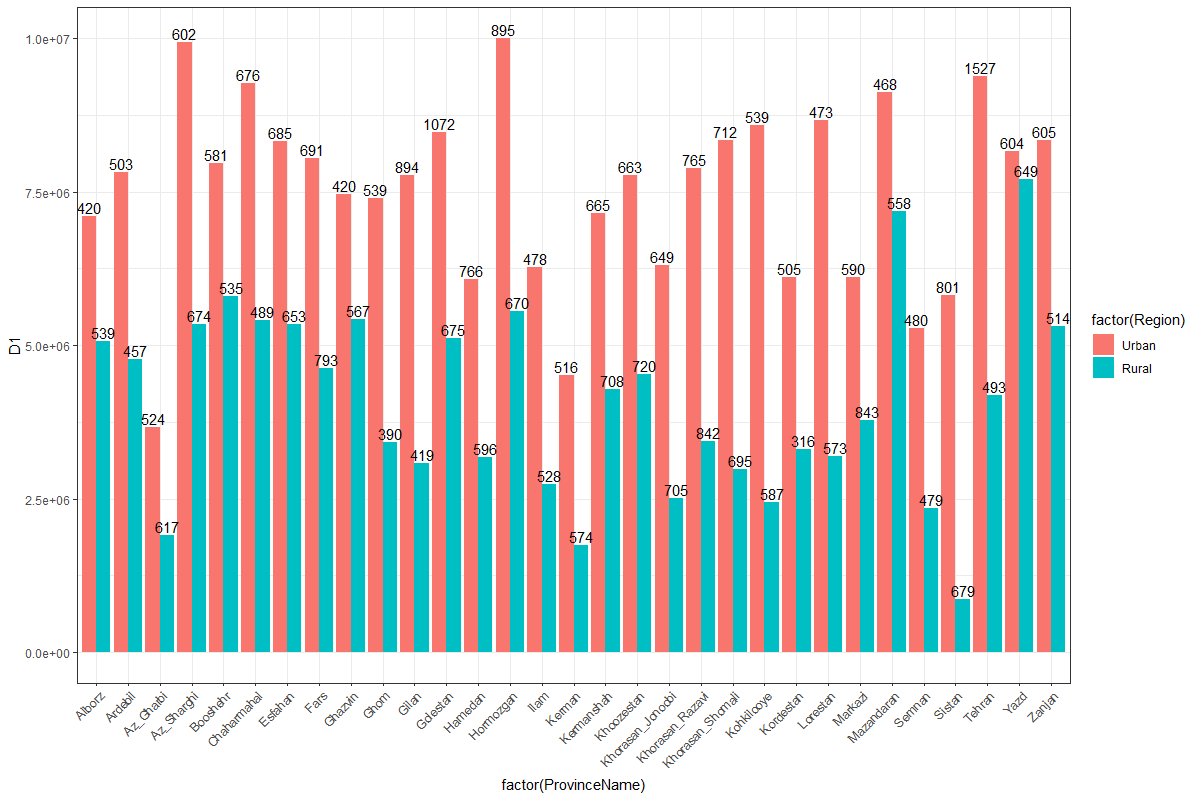 D1
1.0e+07
7.5e+06
5.0e+06
2.5e+06
0.0e+00
420
539
503
457
524
617
602
674
581
535
676
489
685
653
691
793
420
567
539
390
894
419
1072
675
766
596
895
670
478
528
516
574
665
708
663
720
649
705
765
842
712
695
539
587
505
316
473
573
590
843
468
558
480
479
801
679
1527
493
604
649
605
514
Alborz
Ardebil
Az_Gharbi
Az_Sharghi
Booshehr
Chaharmahal
Esfahan
Fars
Ghazvin
Ghom
Gilan
Golestan
Hamedan
Hormozgan
Ilam
Kerman
Kermanshah
Khoozestan
Khorasan_Jonoobi
Khorasan_Razavi
Khorasan_Shomali
Kohkilooye
Kordestan
Lorestan
Markazi
Mazandaran
Semnan
Sistan
Tehran
Yazd
Zanjan
factor(ProvinceName)
factor(Region)
Urban
Rural